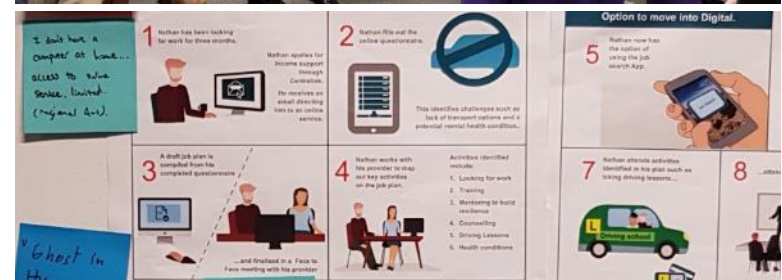 I don't have a
computer at home...
access to online
service. limited.
(regional Aust).
1
Nathan has been looking
for work for three months.
Nathan applies for
income support
through
Centrelink.
He receives an
email directing
him to an online
service.
2
Nathan fills out the
online questionnaire.
This identifies challenges such as
lack of transport options and a
potential mental health condition...
Option to move into Digital.
5
Nathan now has
the option of
using the job
search App.
3
A draft job plan is
compiled from his
completed questionnaire
...and finalised in a Face to
Face meeting with his provider
4
Nathan works with
his provider to map
out key activities
on the job plan.
Activities identified
include:
1. Looking for work
2. Training
3. Mentoring to build
resilience
4. Counselling
5. Driving Lessons
6. Health conditions
7
Nathan attends activities
identified in his plan such as
taking driving lessons...
L
Driving school
8
"Ghost in
the